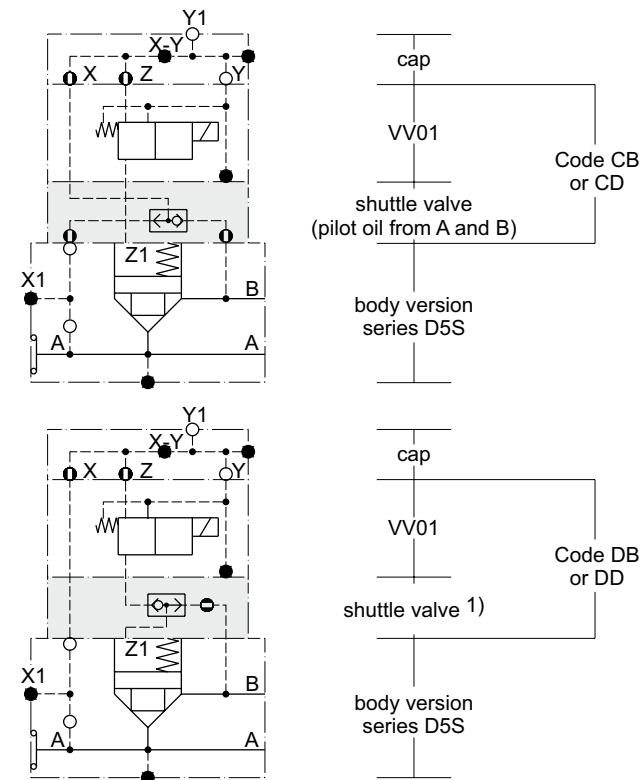 Y1
X-Y
X
Z
Y
cap
VV01
Code CB
or CD
shuttle valve
(pilot oil from A and B)
Z1
X1
B
A
A
body version
series D5S
Y1
X-Y
X
Z
Y
cap
VV01
Code DB
or DD
shuttle valve 1)
Z1
X1
B
A
A
body version
series D5S